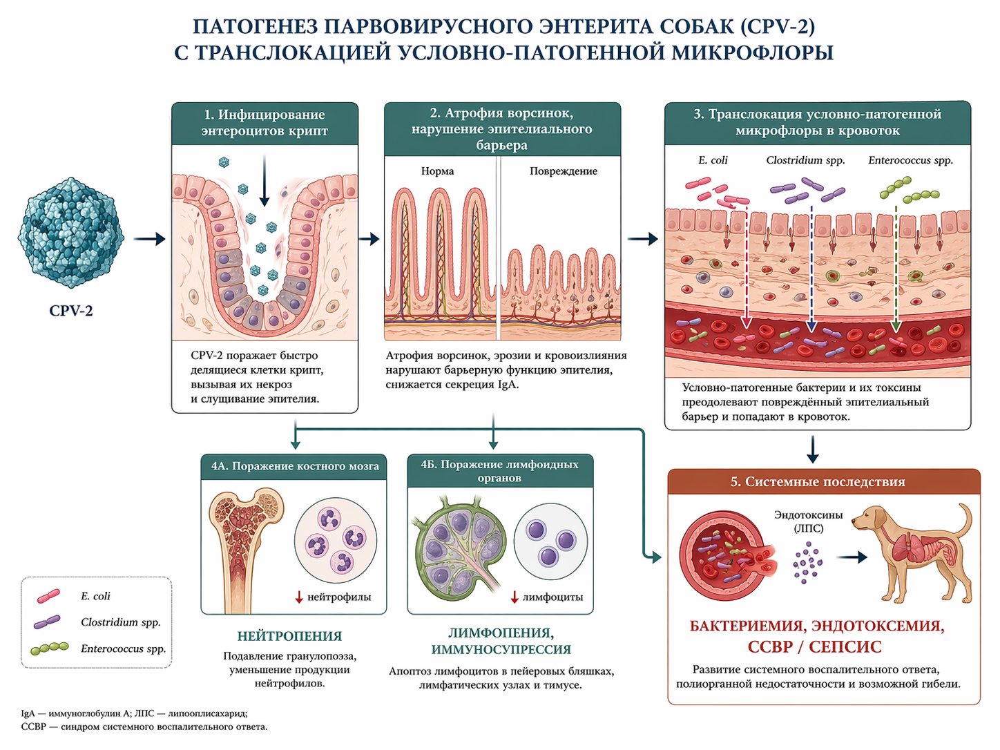 ПАТОГЕНЕЗ ПАРВОВИРУСНОГО ЭНТЕРИТА СОБАК (CPV-2)
С ТРАНСЛОКАЦИЕЙ УСЛОВНО-ПАТОГЕННОЙ МИКРОФЛОРЫ
CPV-2
1. Инфицирование
энтероцитов крипт
CPV-2 поражает быстро
делящиеся клетки крипт,
вызывая их некроз
и слущивание эпителия.
2. Атрофия ворсинок,
нарушение эпителиального
барьера
Норма
Повреждение
Атрофия ворсинок, эрозии и кровоизлияния
нарушают барьерную функцию эпителия,
снижается секреция IgA.
3. Транслокация условно-патогенной
микрофлоры в кровоток
E. coli
Clostridium spp.
Enterococcus spp.
Условно-патогенные бактерии и их токсины
преодолевают повреждённый эпителиальный
барьер и попадают в кровоток.
4А. Поражение костного мозга
↓ нейтрофилы
НЕЙТРОПЕНИЯ
Подавление гранулопоэза,
уменьшение продукции
нейтрофилов.
4Б. Поражение лимфоидных
органов
↓ лимфоциты
ЛИМФОПЕНИЯ,
ИММУНОСУПРЕССИЯ
Апоптоз лимфоцитов в пейеровых бляшках,
лимфатических узлах и тимусе.
5. Системные последствия
Эндотоксины
(ЛПС)
БАКТЕРИЕМИЯ, ЭНДОТОКСЕМИЯ,
ССВР / СЕПСИС
Развитие системного воспалительного ответа,
полиорганной недостаточности и возможной гибели.
E. coli
Clostridium spp.
Enterococcus spp.
IgA — иммуноглобулин А; ЛПС — липооплисахарид;
ССВР — синдром системного воспалительного ответа.